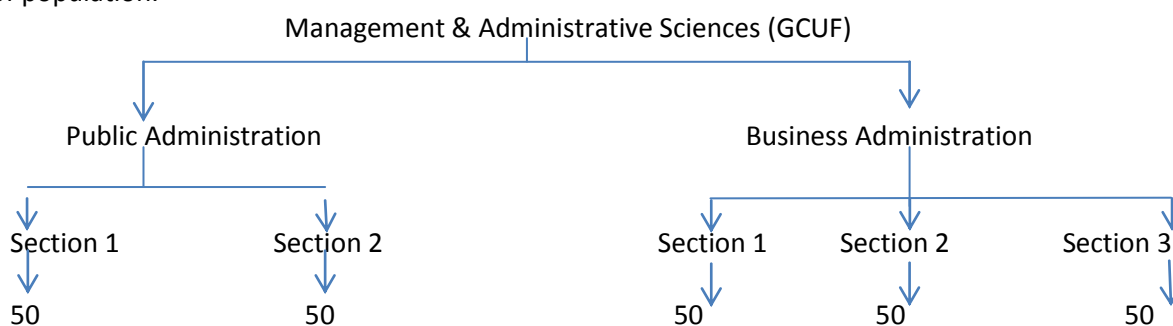 population.
Management & Administrative Sciences (GCUF)
Public Administration Business Administration
Section 1 Section 2 Section 1 Section 2 Section 3
50 50 50 50 50